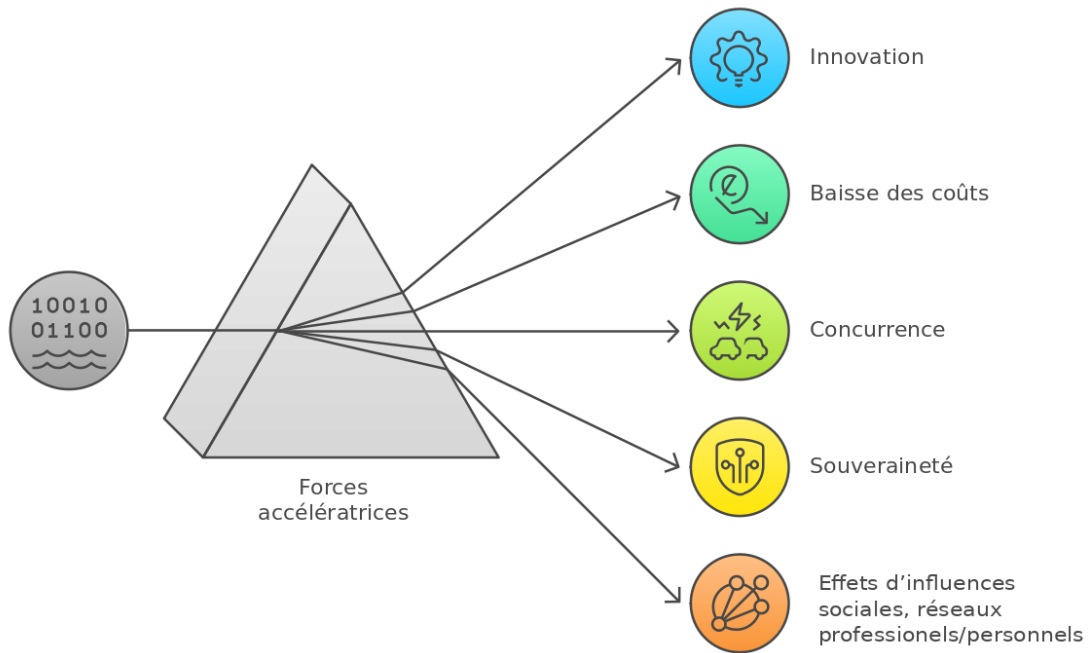 Innovation
Baisse des coûts
10010
01100
Concurrence
Souveraineté
Forces
accélératrices
Effets d’influences
sociales, réseaux
professionels/personnels